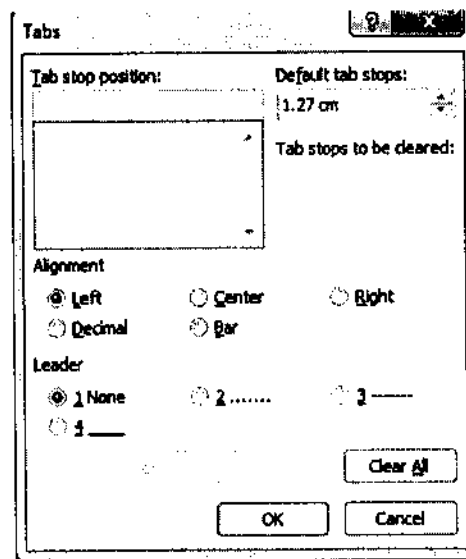 Tabs ?
Tab stop position: Default tab stops:
1.27 cm
Tab stops to be cleared:
Alignment
Left Center Right
Decimal Bar
Leader
1 None 2 ....... 3 -------
4 ____
Clear All
OK Cancel